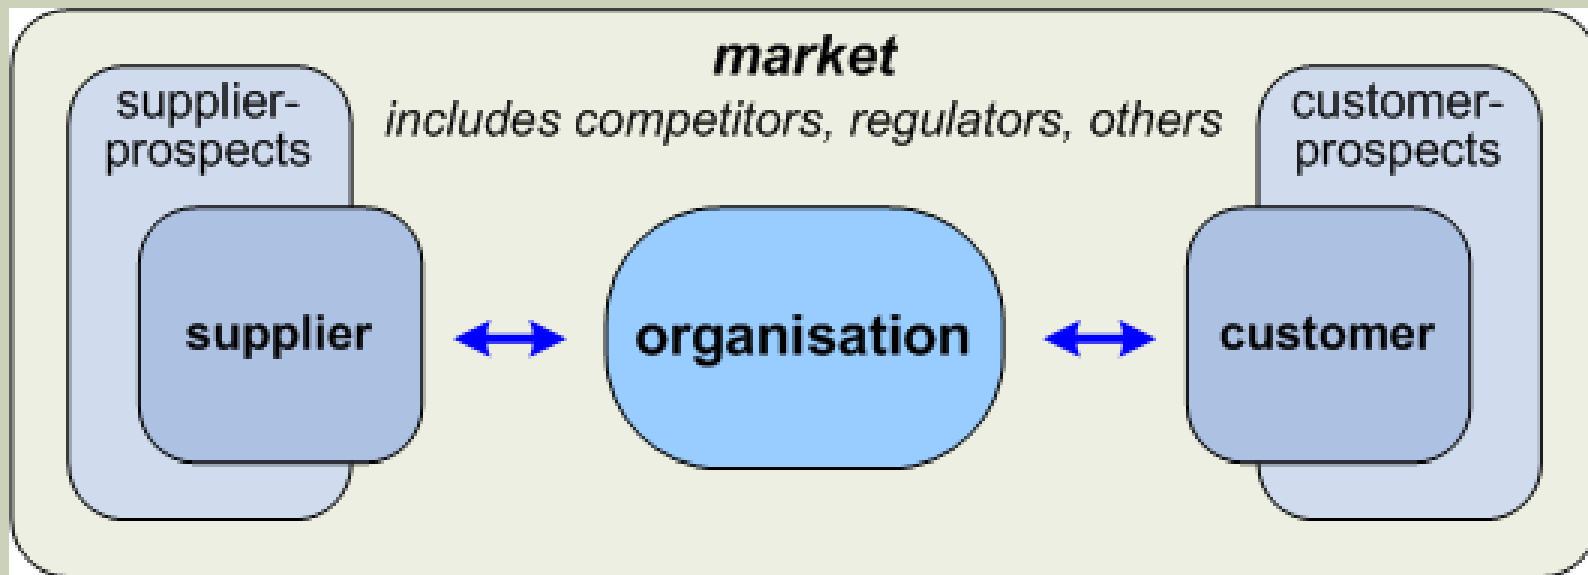 market
includes competitors, regulators, others
supplier-
prospects
customer-
prospects
supplier
organisation
customer